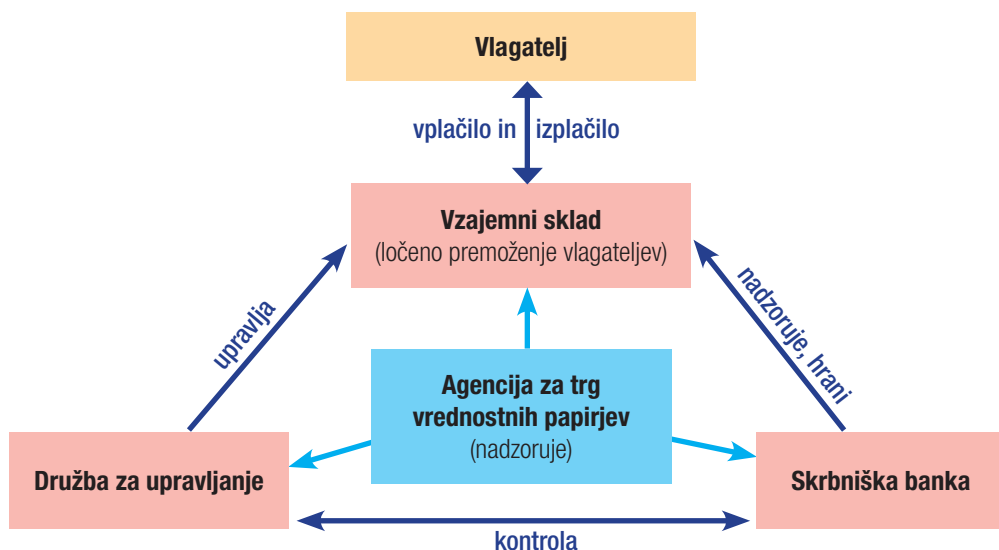 Vlagatelj
vplačilo in izplačilo
Vzajemni sklad
(ločeno premoženje vlagateljev)
upravlja
nadzoruje, hrani
Agencija za trg
vrednostnih papirjev
(nadzoruje)
Družba za upravljanje
Skrbniška banka
kontrola